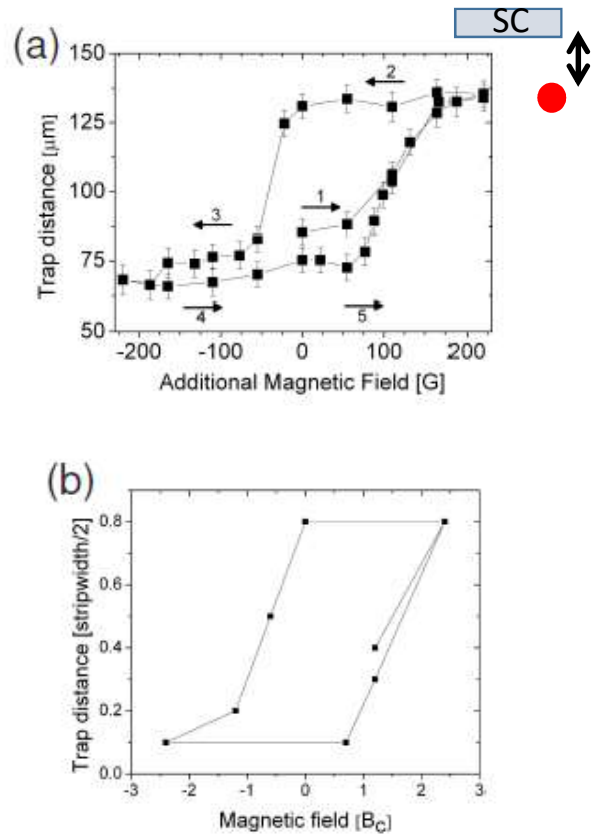 SC
(a)
150
125
100
75
50
Trap distance [μm]
2
1
3
4
5
-200 -100 0 100 200
Additional Magnetic Field [G]
(b)
0.8
0.6
0.4
0.2
0.0
Trap distance [stripwidth/2]
-3 -2 -1 0 1 2 3
Magnetic field [B_C]